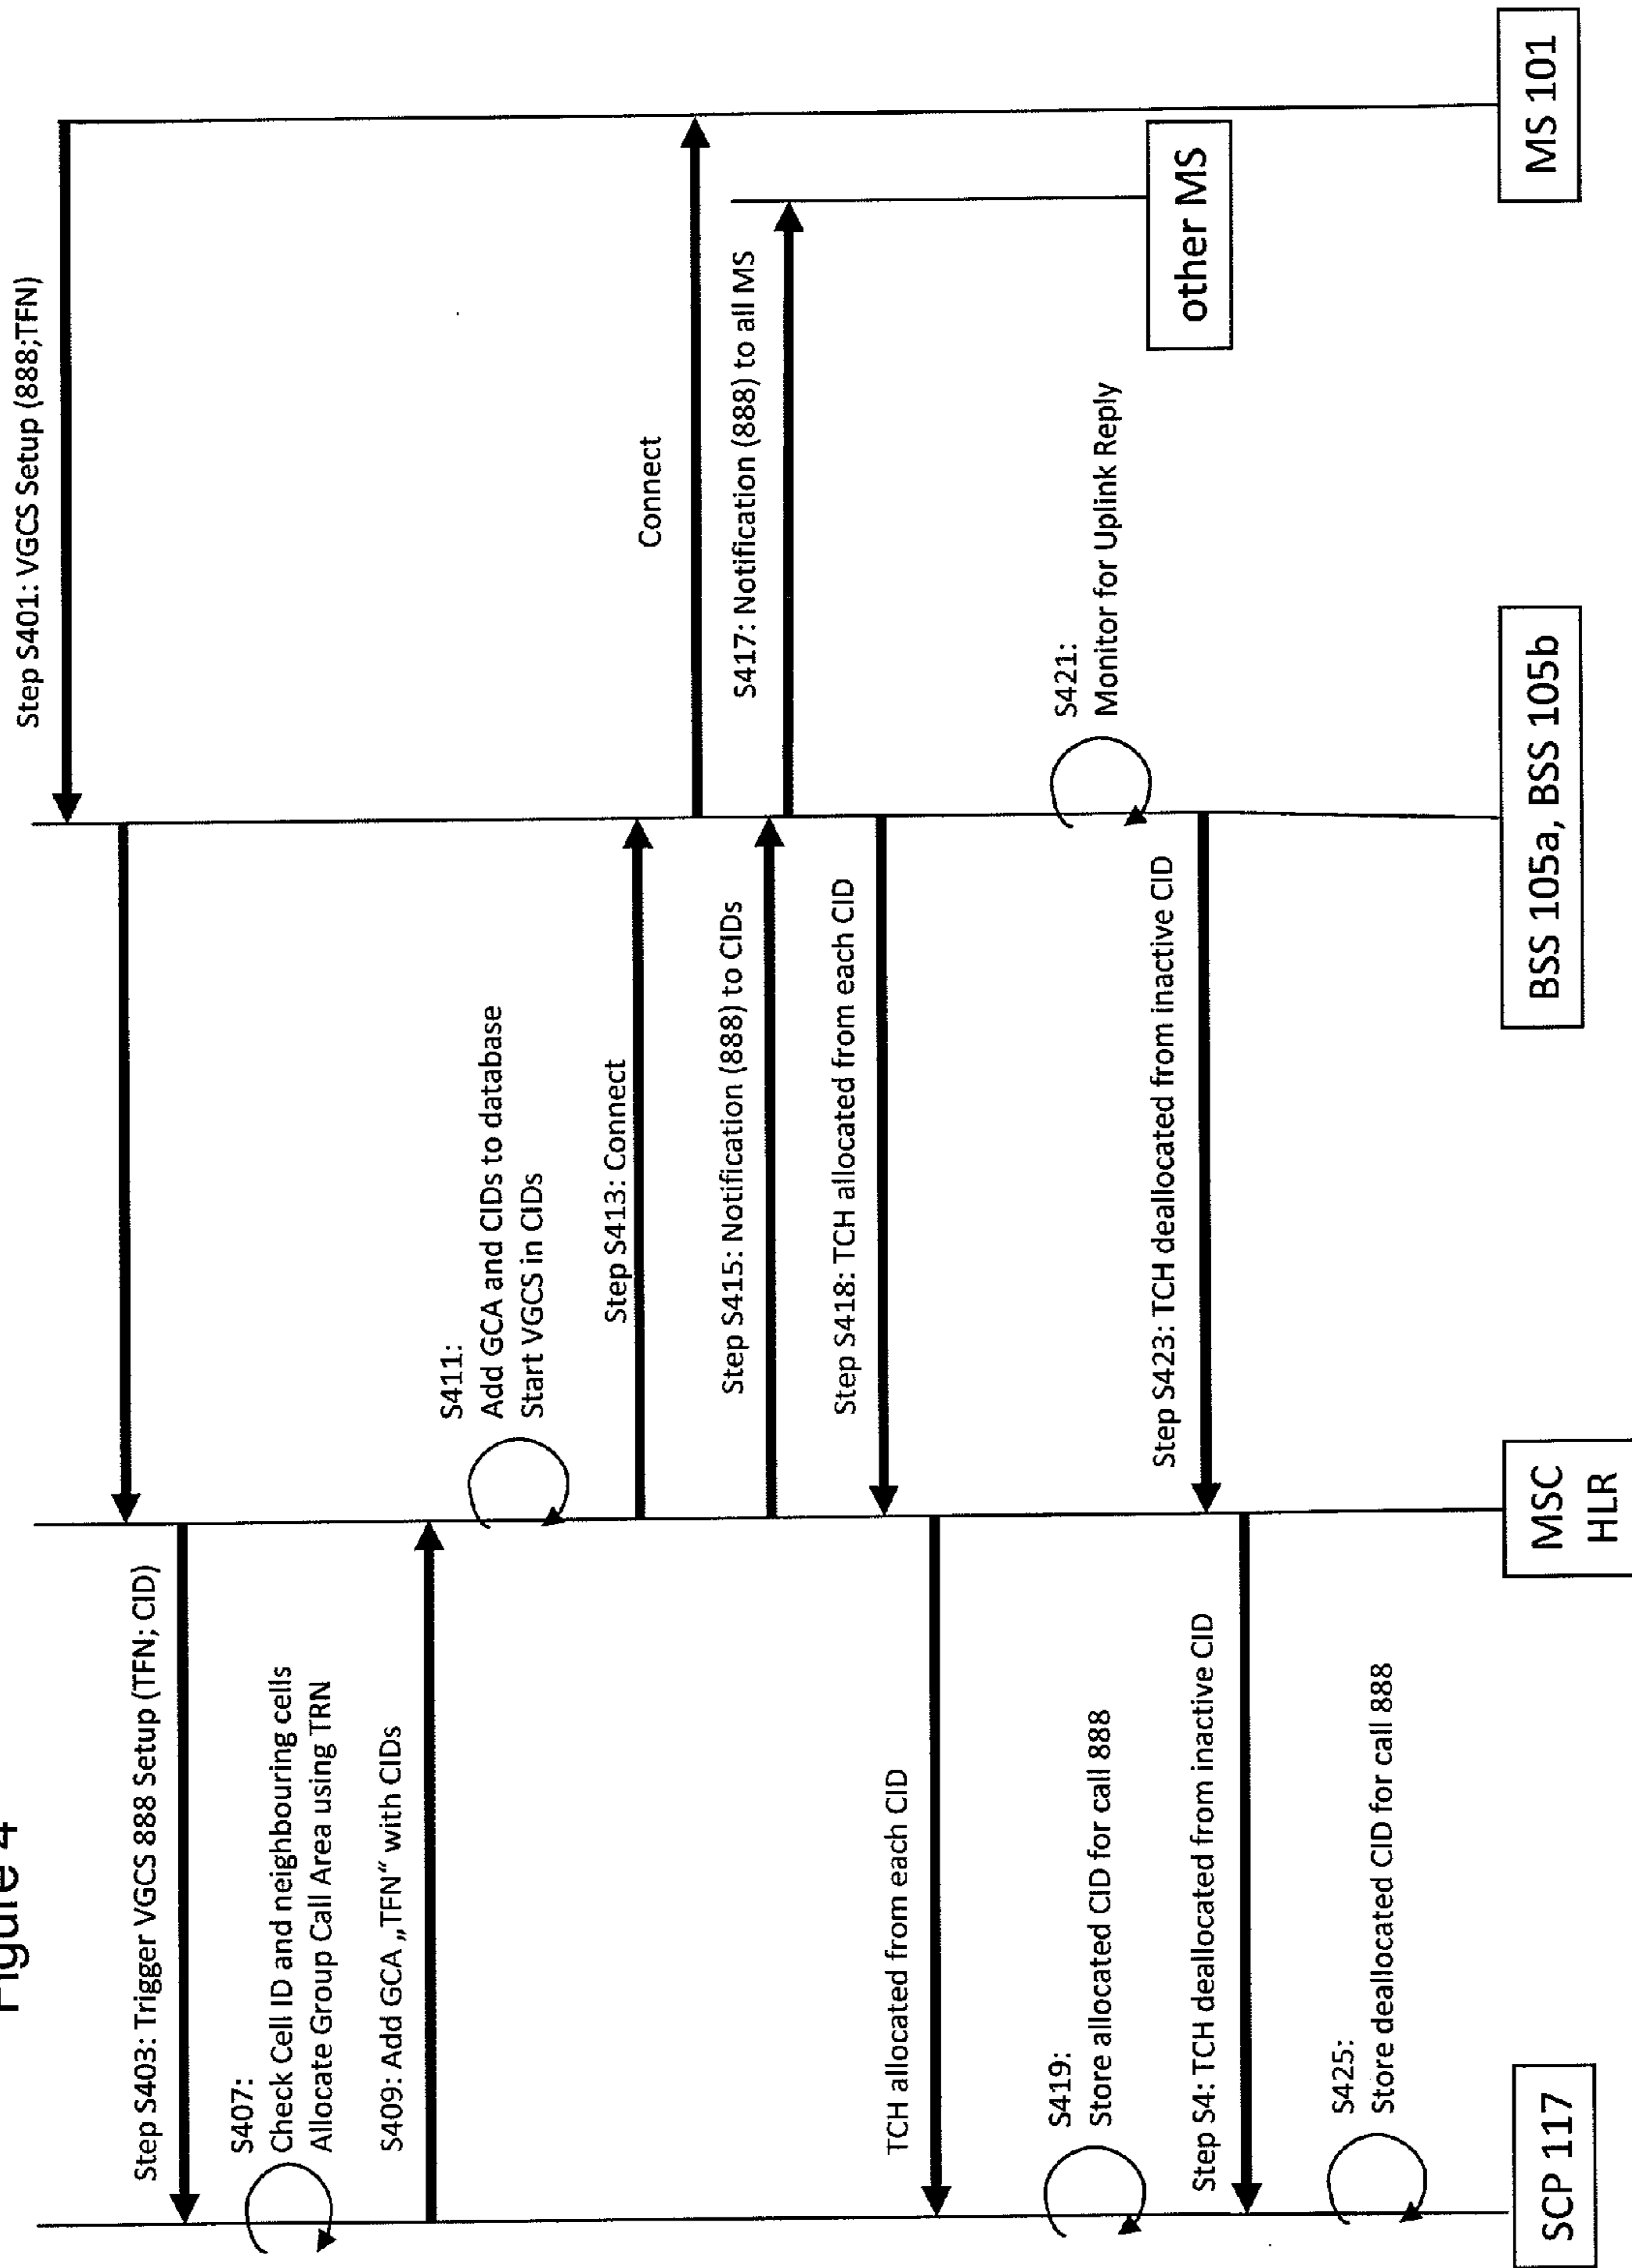 Figure 4
Step S401: VGCS Setup (888;TFN)
Step S403: Trigger VGCS 888 Setup (TFN; CID)
S407:
Check Cell ID and neighbouring cells
Allocate Group Call Area using TRN
S409: Add GCA „TFN“ with CIDs
S411:
Add GCA and CIDs to database
Start VGCS in CIDs
Step S413: Connect
Connect
Step S415: Notification (888) to CIDs
S417: Notification (888) to all MS
Step S418: TCH allocated from each CID
TCH allocated from each CID
S419:
Store allocated CID for call 888
S421:
Monitor for Uplink Reply
Step S423: TCH deallocated from inactive CID
Step S4: TCH deallocated from inactive CID
S425:
Store deallocated CID for call 888
SCP 117
MSC
HLR
BSS 105a, BSS 105b
other MS
MS 101